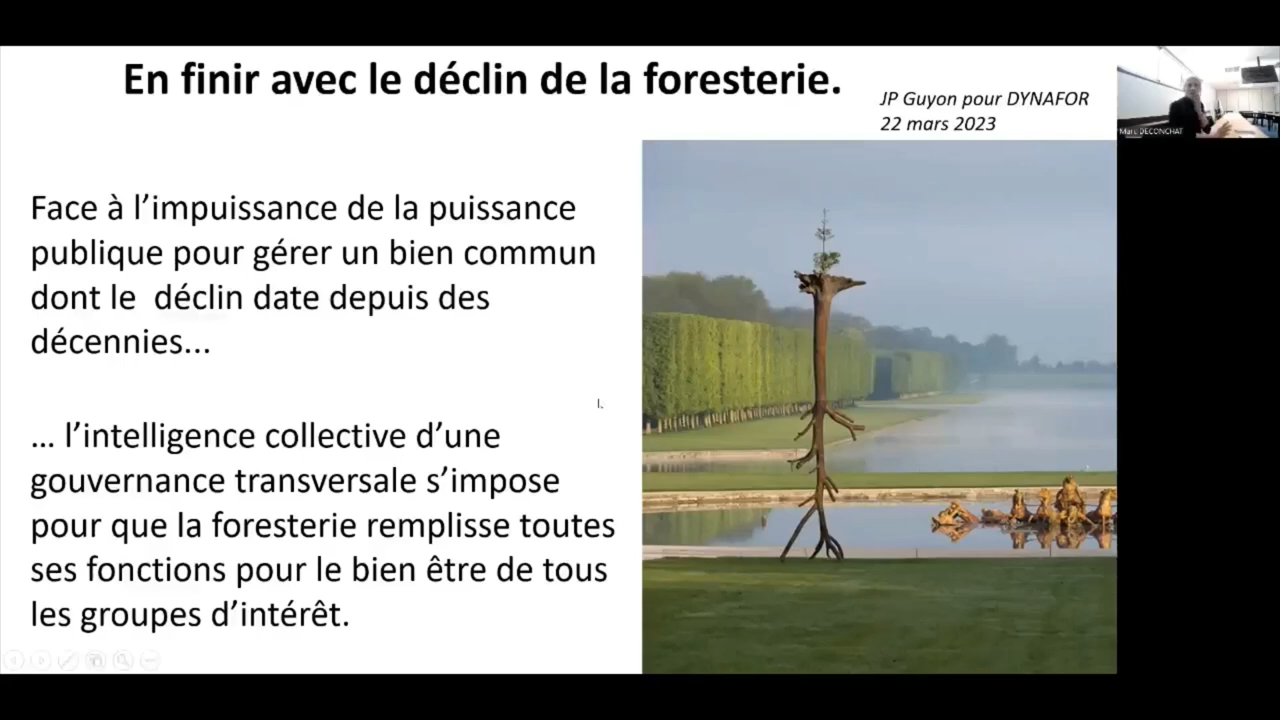 En finir avec le déclin de la foresterie.
JP Guyon pour DYNAFOR
22 mars 2023
Marc DECONCHAT
Face à l’impuissance de la puissance
publique pour gérer un bien commun
dont le  déclin date depuis des
décennies...
... l’intelligence collective d’une
gouvernance transversale s’impose
pour que la foresterie remplisse toutes
ses fonctions pour le bien être de tous
les groupes d’intérêt.